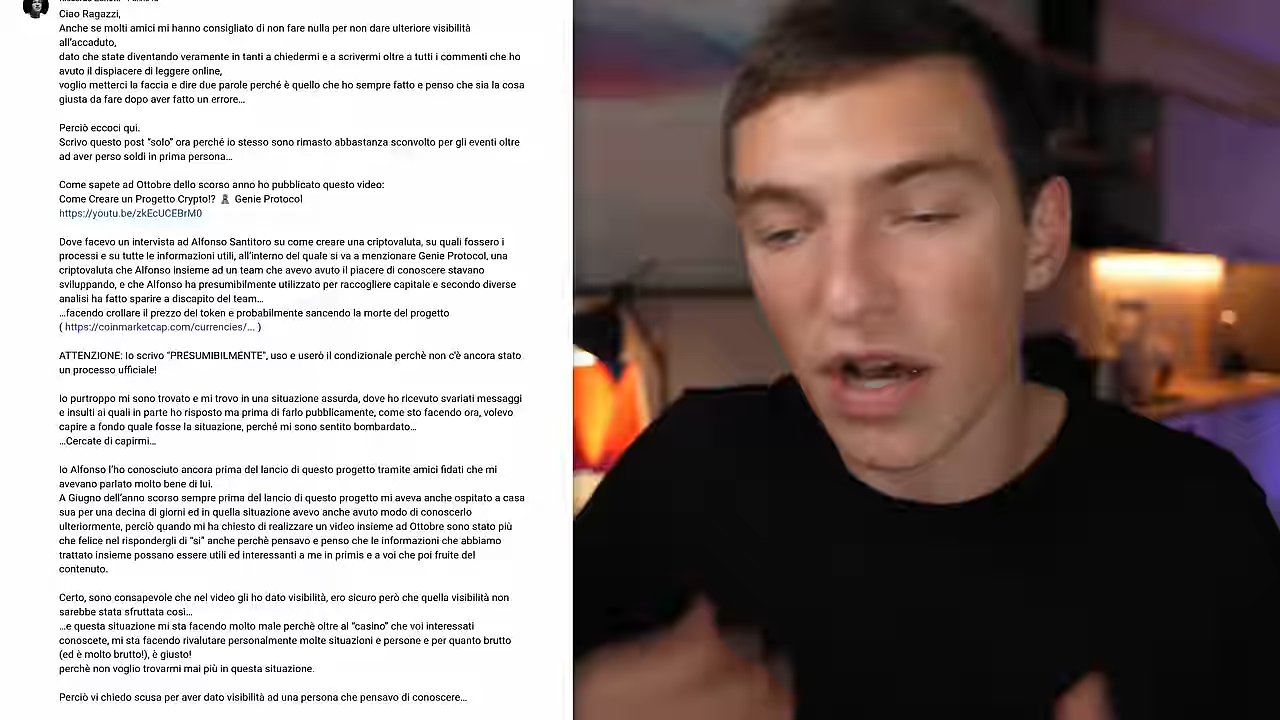 Ciao Ragazzi,
Anche se molti amici mi hanno consigliato di non fare nulla per non dare ulteriore visibilità
all'accaduto,
dato che state diventando veramente in tanti a chiedermi e a scrivermi oltre a tutti i commenti che ho
avuto il dispiacere di leggere online,
voglio metterci la faccia e dire due parole perché è quello che ho sempre fatto e penso che sia la cosa
giusta da fare dopo aver fatto un errore…
Perciò eccoci qui.
Scrivo questo post "solo" ora perché io stesso sono rimasto abbastanza sconvolto per gli eventi oltre
ad aver perso soldi in prima persona…
Come sapete ad Ottobre dello scorso anno ho pubblicato questo video:
Come Creare un Progetto Crypto!? Genie Protocol
https://youtu.be/zkEcUCEBrM0
Dove facevo un intervista ad Alfonso Santitoro su come creare una criptovaluta, su quali fossero i
processi e su tutte le informazioni utili, all'interno del quale si va a menzionare Genie Protocol, una
criptovaluta che Alfonso insieme ad un team che avevo avuto il piacere di conoscere stavano
sviluppando, e che Alfonso ha presumibilmente utilizzato per raccogliere capitale e secondo diverse
analisi ha fatto sparire a discapito del team…
…facendo crollare il prezzo del token e probabilmente sancendo la morte del progetto
( https://coinmarketcap.com/currencies/... )
ATTENZIONE: Io scrivo "PRESUMIBILMENTE", uso e userò il condizionale perchè non c'è ancora stato
un processo ufficiale!
Io purtroppo mi sono trovato e mi trovo in una situazione assurda, dove ho ricevuto svariati messaggi
e insulti ai quali in parte ho risposto ma prima di farlo pubblicamente, come sto facendo ora, volevo
capire a fondo quale fosse la situazione, perché mi sono sentito bombardato…
…Cercate di capirmi…
Io Alfonso l'ho conosciuto ancora prima del lancio di questo progetto tramite amici fidati che mi
avevano parlato molto bene di lui.
A Giugno dell'anno scorso sempre prima del lancio di questo progetto mi aveva anche ospitato a casa
sua per una decina di giorni ed in quella situazione avevo anche avuto modo di conoscerlo
ulteriormente, perciò quando mi ha chiesto di realizzare un video insieme ad Ottobre sono stato più
che felice nel rispondergli di "si" anche perchè pensavo e penso che le informazioni che abbiamo
trattato insieme possano essere utili ed interessanti a me in primis e a voi che poi fruite del
contenuto.
Certo, sono consapevole che nel video gli ho dato visibilità, ero sicuro però che quella visibilità non
sarebbe stata sfruttata così…
…e questa situazione mi sta facendo molto male perchè oltre al "casino" che voi interessati
conoscete, mi sta facendo rivalutare personalmente molte situazioni e persone e per quanto brutto
(ed è molto brutto!), è giusto!
perchè non voglio trovarmi mai più in questa situazione.
Perciò vi chiedo scusa per aver dato visibilità ad una persona che pensavo di conoscere…